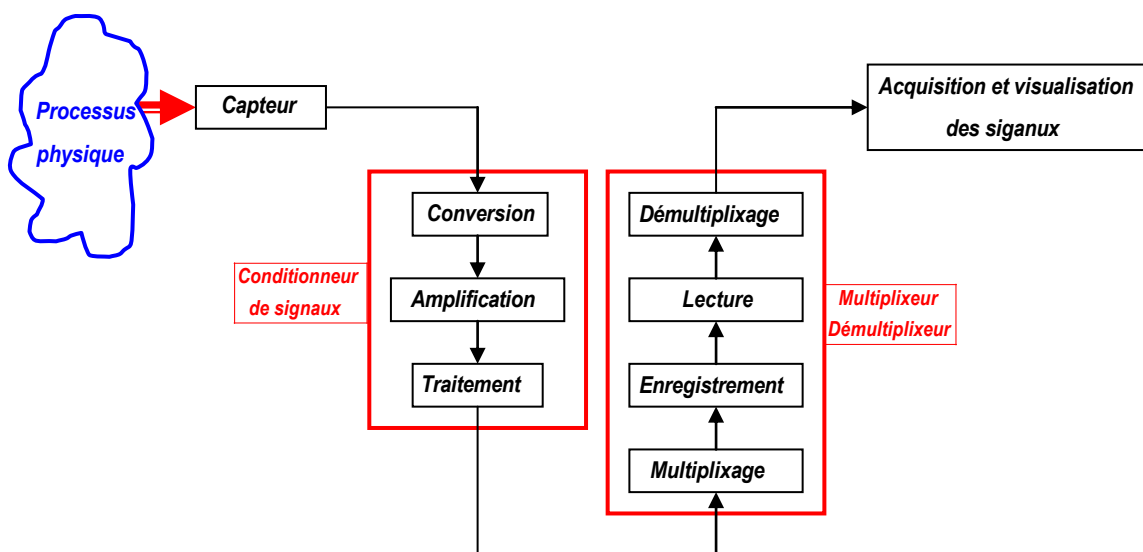 Processus
physique
Capteur
Conversion
Amplification
Traitement
Conditionneur
de signaux
Multiplixage
Enregistrement
Lecture
Démultiplixage
Multiplixeur
Démultiplixeur
Acquisition et visualisation
des siganux